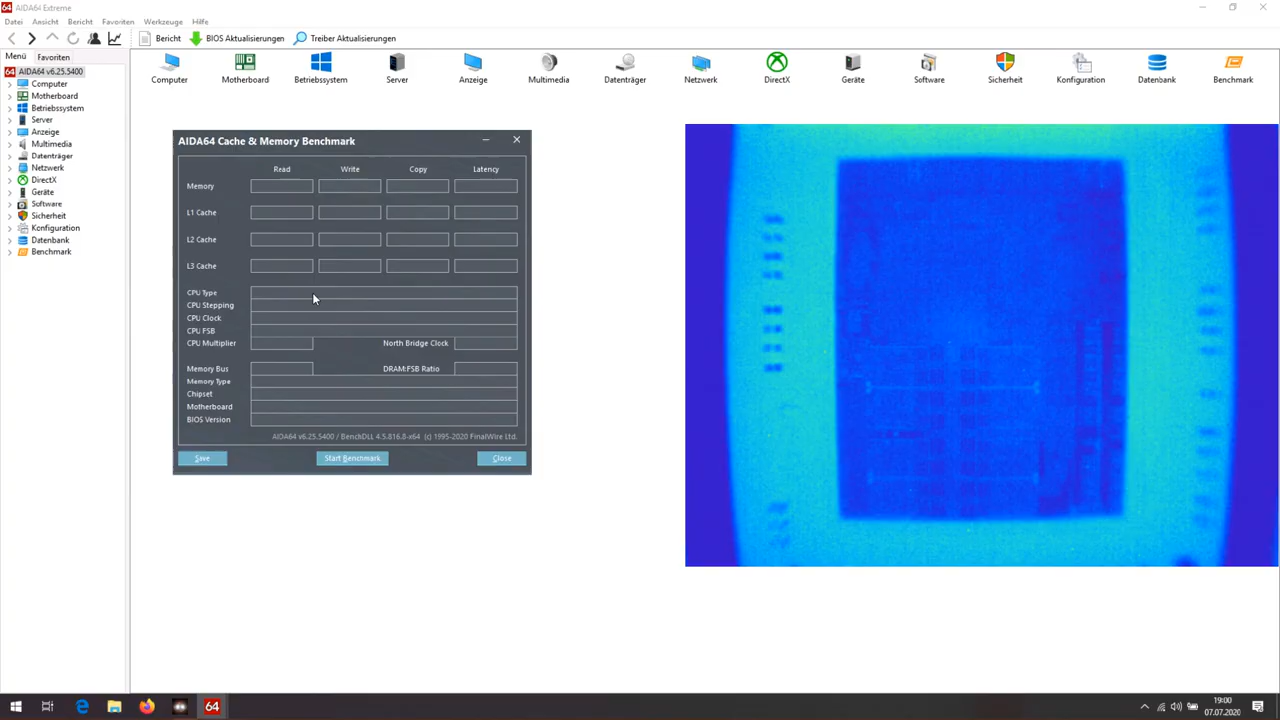 64 AIDA64 Extreme
Datei Ansicht Bericht Favoriten Werkzeuge Hilfe
Bericht BIOS Aktualisierungen Treiber Aktualisierungen
Menü Favoriten
64 AIDA64 v6.25.5400
Computer
Motherboard
Betriebssystem
Server
Anzeige
Multimedia
Datenträger
Netzwerk
DirectX
Geräte
Software
Sicherheit
Konfiguration
Datenbank
Benchmark
Computer Motherboard Betriebssystem Server Anzeige Multimedia Datenträger Netzwerk DirectX Geräte Software Sicherheit Konfiguration Datenbank Benchmark
AIDA64 Cache & Memory Benchmark
Read Write Copy Latency
Memory
L1 Cache
L2 Cache
L3 Cache
CPU Type
CPU Stepping
CPU Clock
CPU FSB
CPU Multiplier North Bridge Clock
Memory Bus DRAM:FSB Ratio
Memory Type
Chipset
Motherboard
BIOS Version
AIDA64 v6.25.5400 / BenchDLL 4.5.816.8-x64 (c) 1995-2020 FinalWire Ltd.
Save Start Benchmark Close
64
19:00
07.07.2020